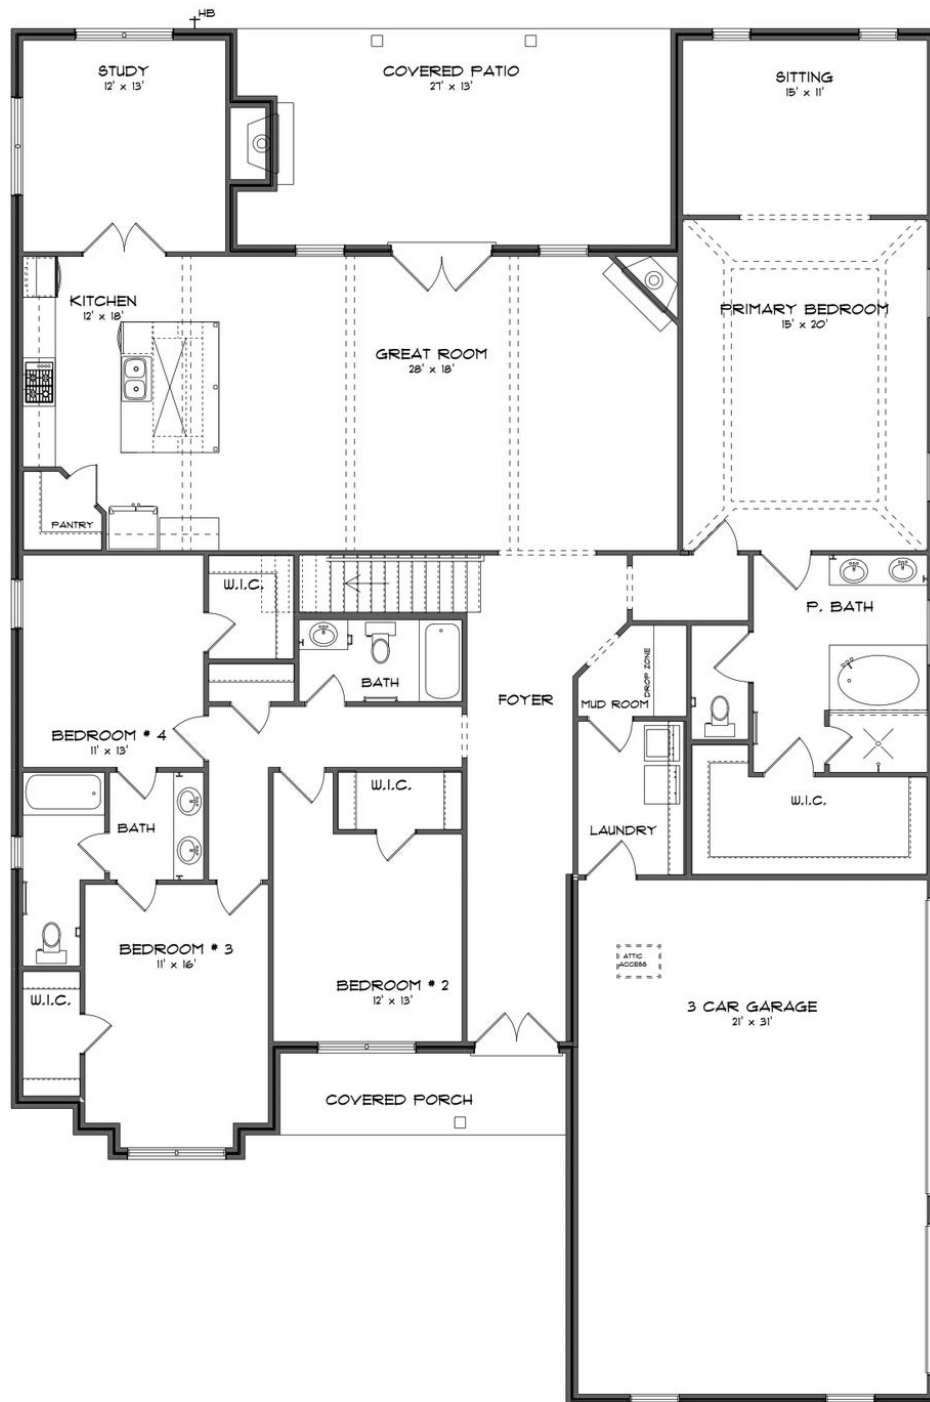 HB
STUDY
12' x 13'
COVERED PATIO
27' x 13'
SITTING
15' x 11'
KITCHEN
12' x 18'
GREAT ROOM
28' x 18'
PRIMARY BEDROOM
15' x 20'
PANTRY
W.I.C.
P. BATH
BATH
DROP ZONE
FOYER
MUD ROOM
BEDROOM # 4
11' x 13'
W.I.C.
W.I.C.
BATH
LAUNDRY
BEDROOM # 3
11' x 16'
ATTIC
ACCESS
BEDROOM # 2
12' x 13'
W.I.C.
3 CAR GARAGE
21' x 31'
COVERED PORCH